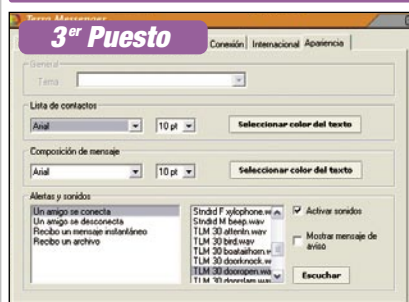 Terra Messenger
3er Puesto
Conexión Internacional Apariencia
General
Tema
Lista de contactos
Arial 10 pt Seleccionar color del texto
Composición de mensaje
Arial 10 pt Seleccionar color del texto
Alertas y sonidos
Un amigo se conecta
Un amigo se desconecta
Recibo un mensaje instantáneo
Recibo un archivo
Stndrd F xylophone.w
Stndrd M beep.wav
TLM 30 attentn.wav
TLM 30 bird.wav
TLM 30 boatairhorn.w
TLM 30 doorknock.w
TLM 30 dooropen.wa
TLM 30 doorslam.wav
Activar sonidos
Mostrar mensaje de
aviso
Escuchar